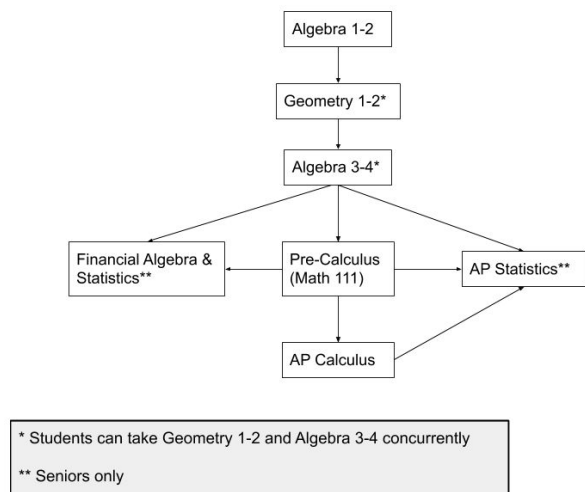 Algebra 1-2
Geometry 1-2*
Algebra 3-4*
Financial Algebra &
Statistics**
Pre-Calculus
(Math 111)
AP Statistics**
AP Calculus
* Students can take Geometry 1-2 and Algebra 3-4 concurrently
** Seniors only